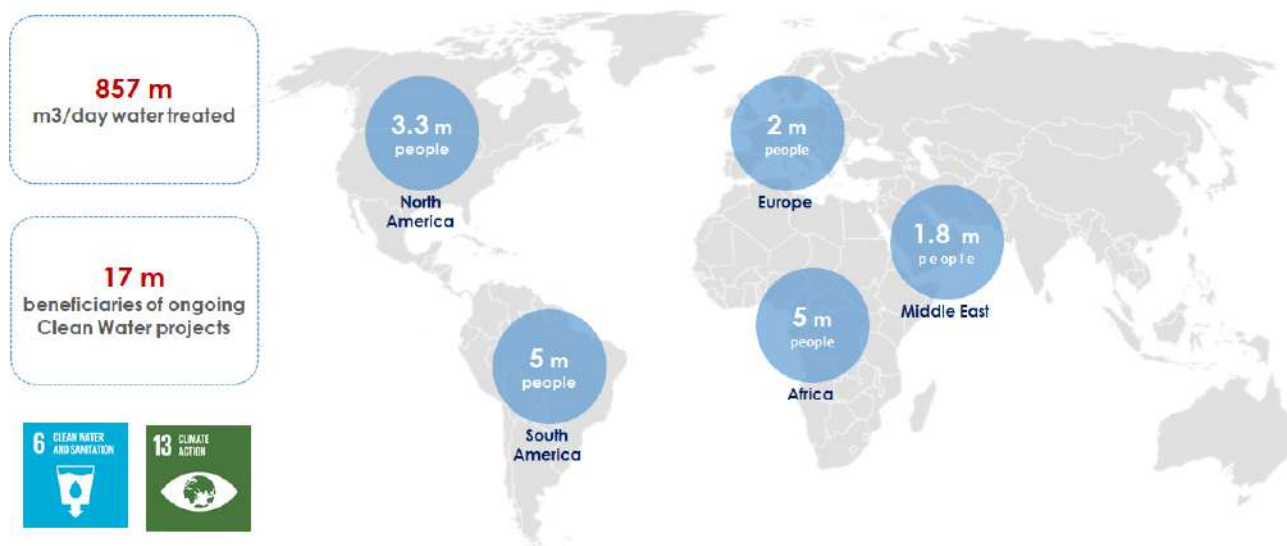 857 m
m3/day water treated
17 m
beneficiaries of ongoing
Clean Water projects
6 CLEAN WATER
AND SANITATION
13 CLIMATE
ACTION
3.3 m
people
North
America
2 m
people
Europe
1.8 m
people
Middle East
5 m
people
Africa
5 m
people
South
America